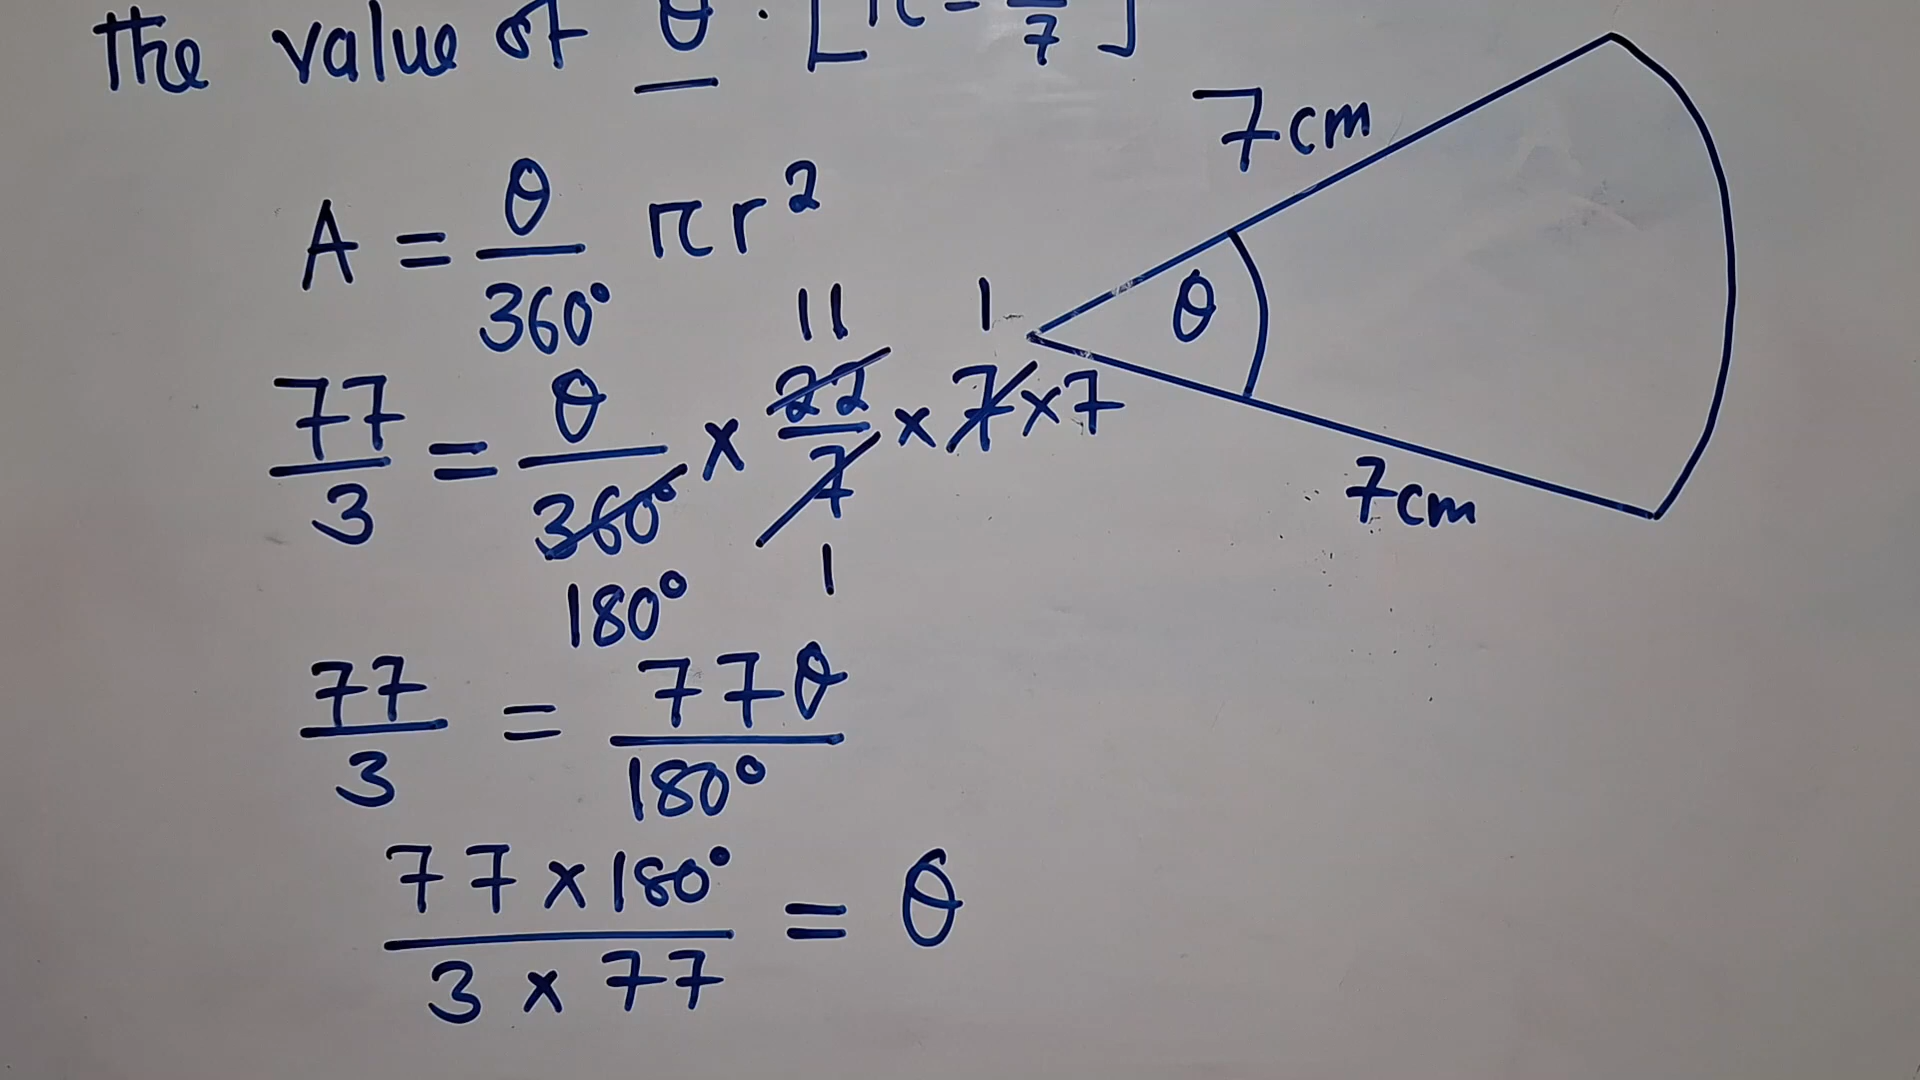 the value of θ. [π = /7]
7cm
A = θ/360° πr²
θ
11 1
77/3 = θ/360° × 22/7 × 7 × 7
7cm
180° 1
77/3 = 77θ/180°
77 × 180°/3 × 77 = θ